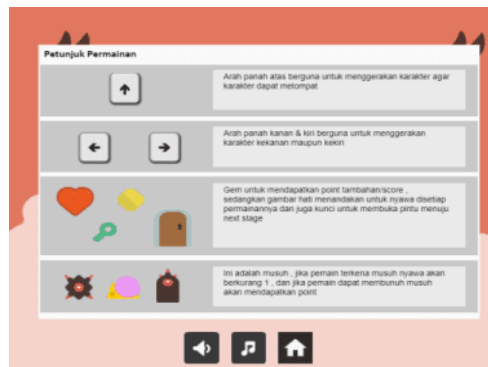 Petunjuk Permainan
Arah panah atas berguna untuk menggerakan karakter agar
karakter dapat melompat
Arah panah kanan & kiri berguna untuk menggerakan
karakter kekanan maupun kekiri
Gem untuk mendapatkan point tambahan/score ,
sedangkan gambar hati menandakan untuk nyawa disetiap
permainannya dan juga kunci untuk membuka pintu menuju
next stage
Ini adalah musuh , jika pemain terkena musuh nyawa akan
berkurang 1 , dan jika pemain dapat membunuh musuh
akan mendapatkan point